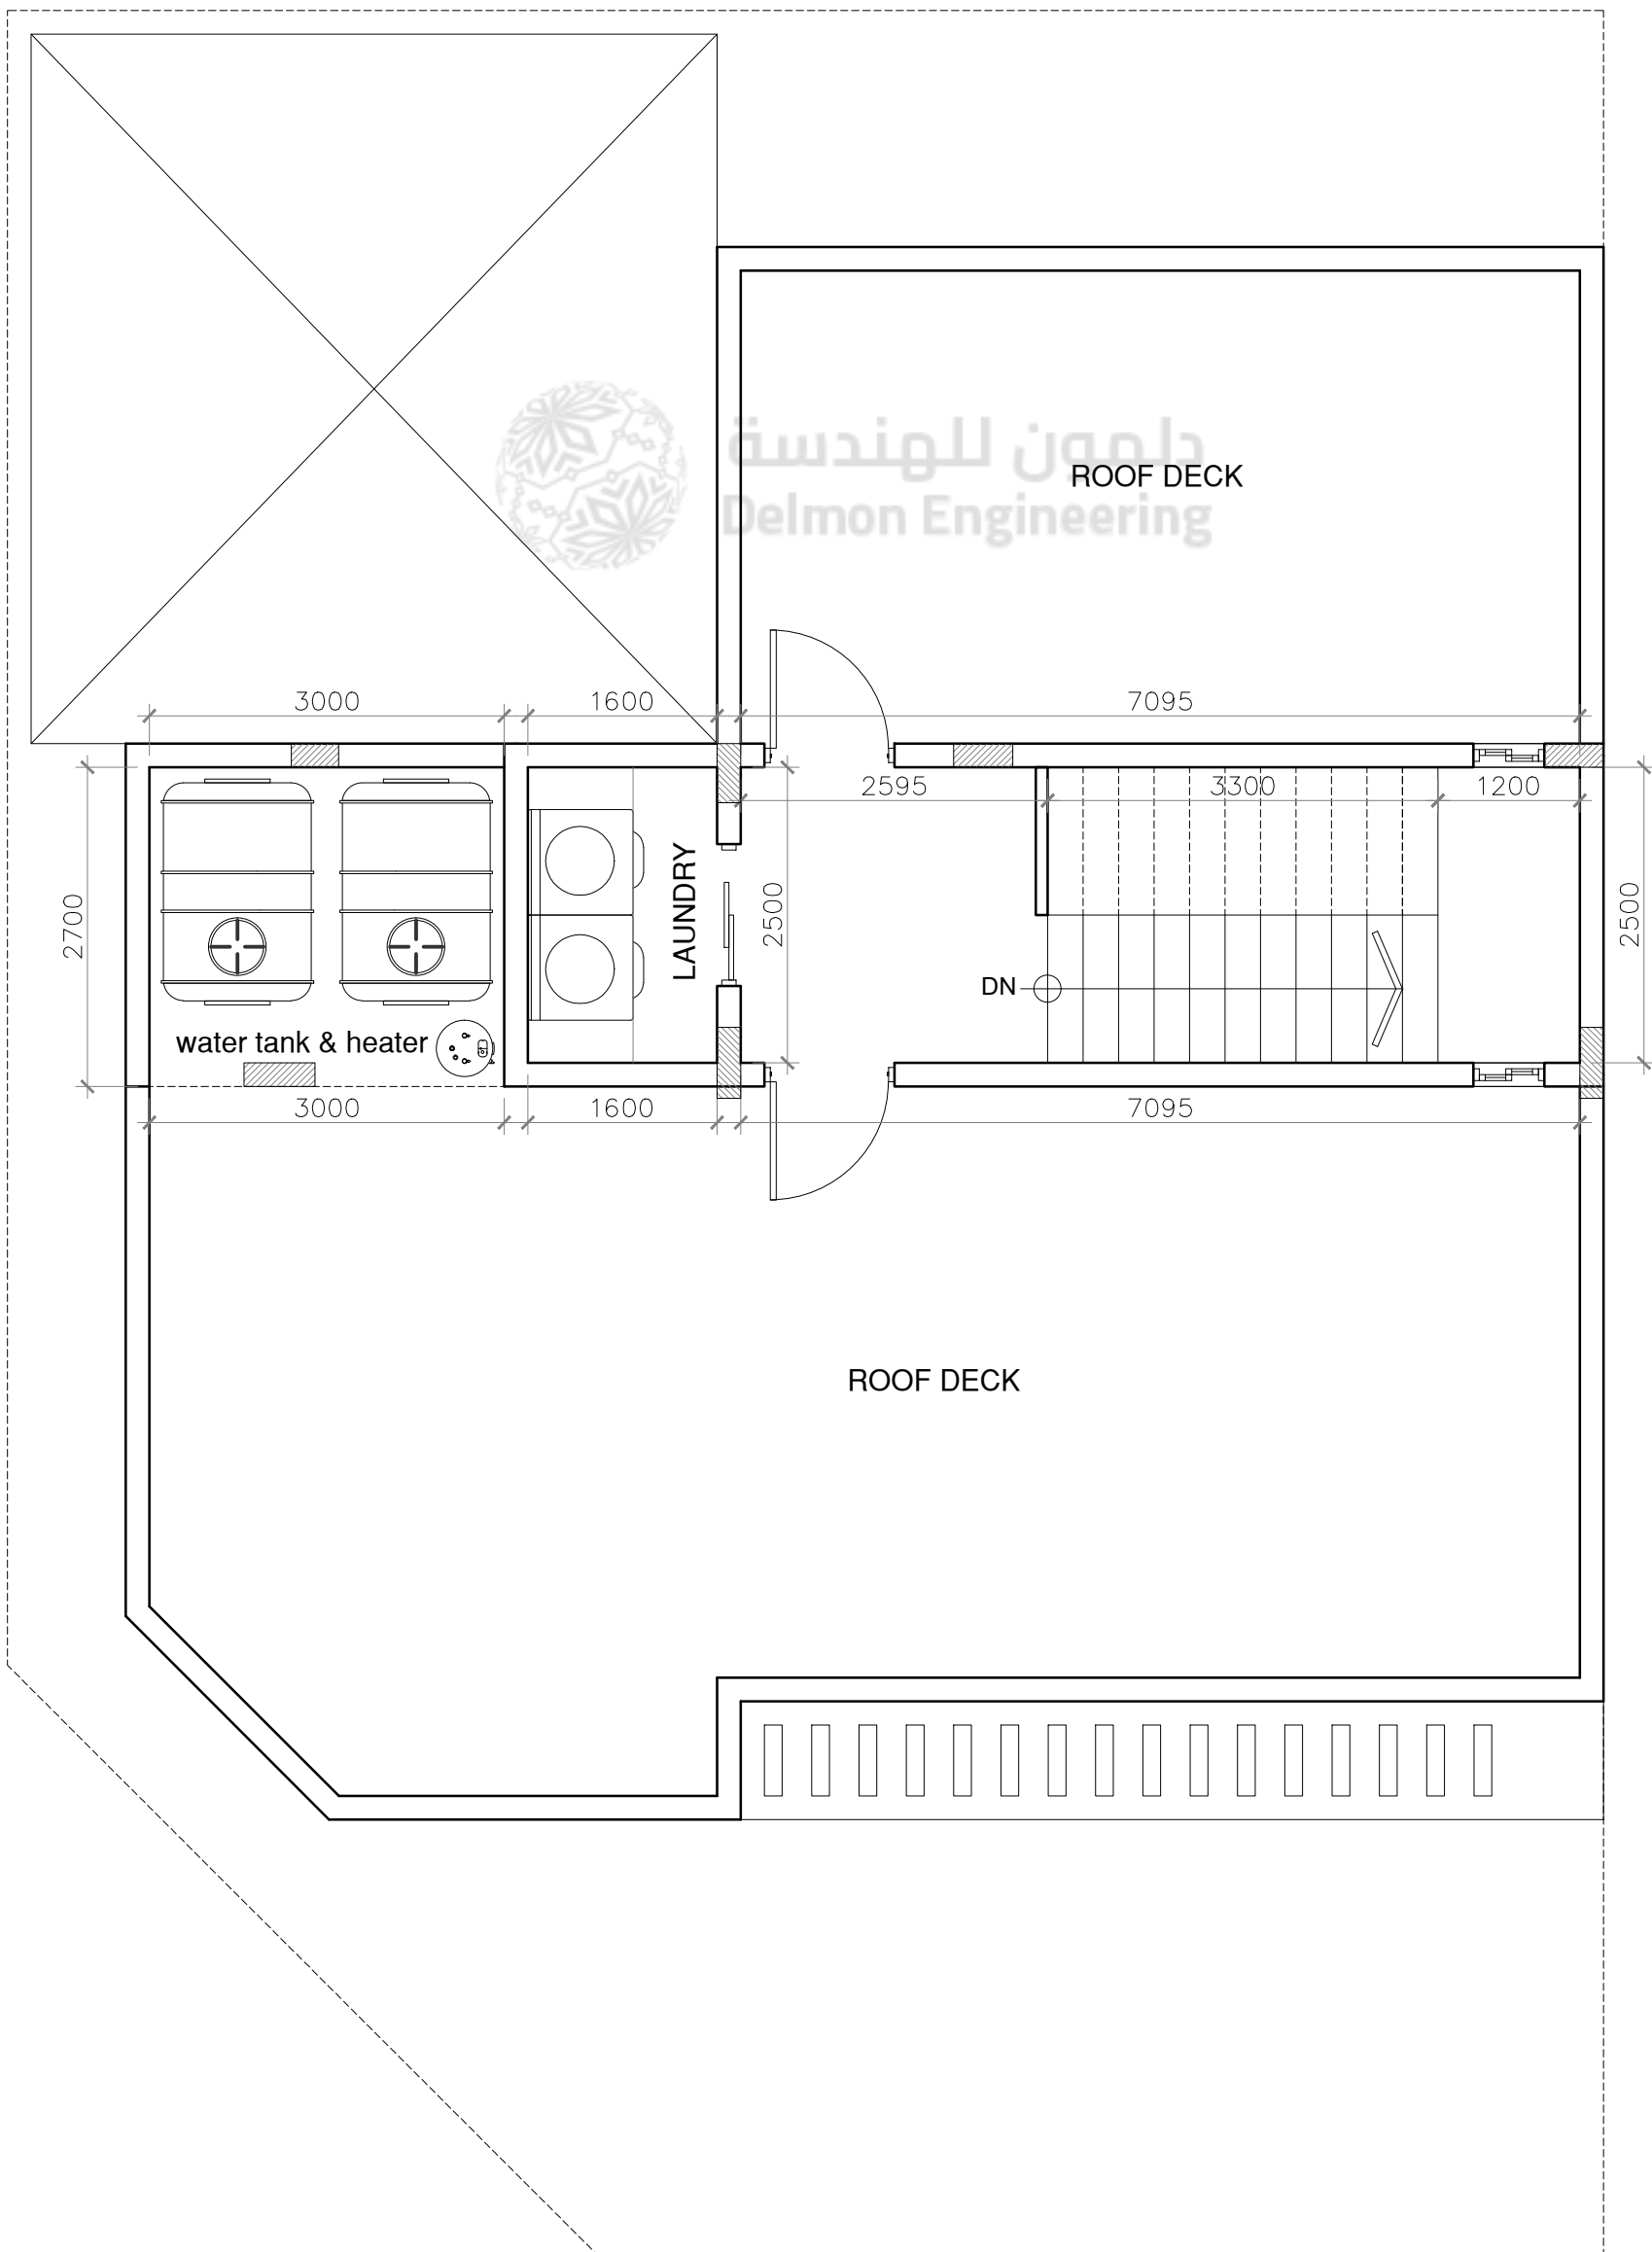 دلمون للهندسة
ROOF DECK
Delmon Engineering
3000
1600
7095
2595
3300
1200
2700
LAUNDRY
2500
2500
DN
water tank & heater
3000
1600
7095
ROOF DECK